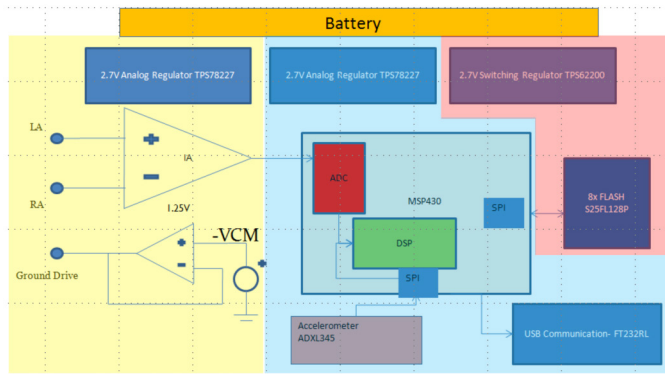 Battery
2.7V Analog Regulator TPS78227
2.7V Analog Regulator TPS78227
2.7V Switching Regulator TPS62200
LA
+
IA
-
RA
1.25V
ADC
MSP430
SPI
8x FLASH
S25FL128P
DSP
SPI
-VCM
+
-
+
Ground Drive
Accelerometer
ADXL345
USB Communication- FT232RL